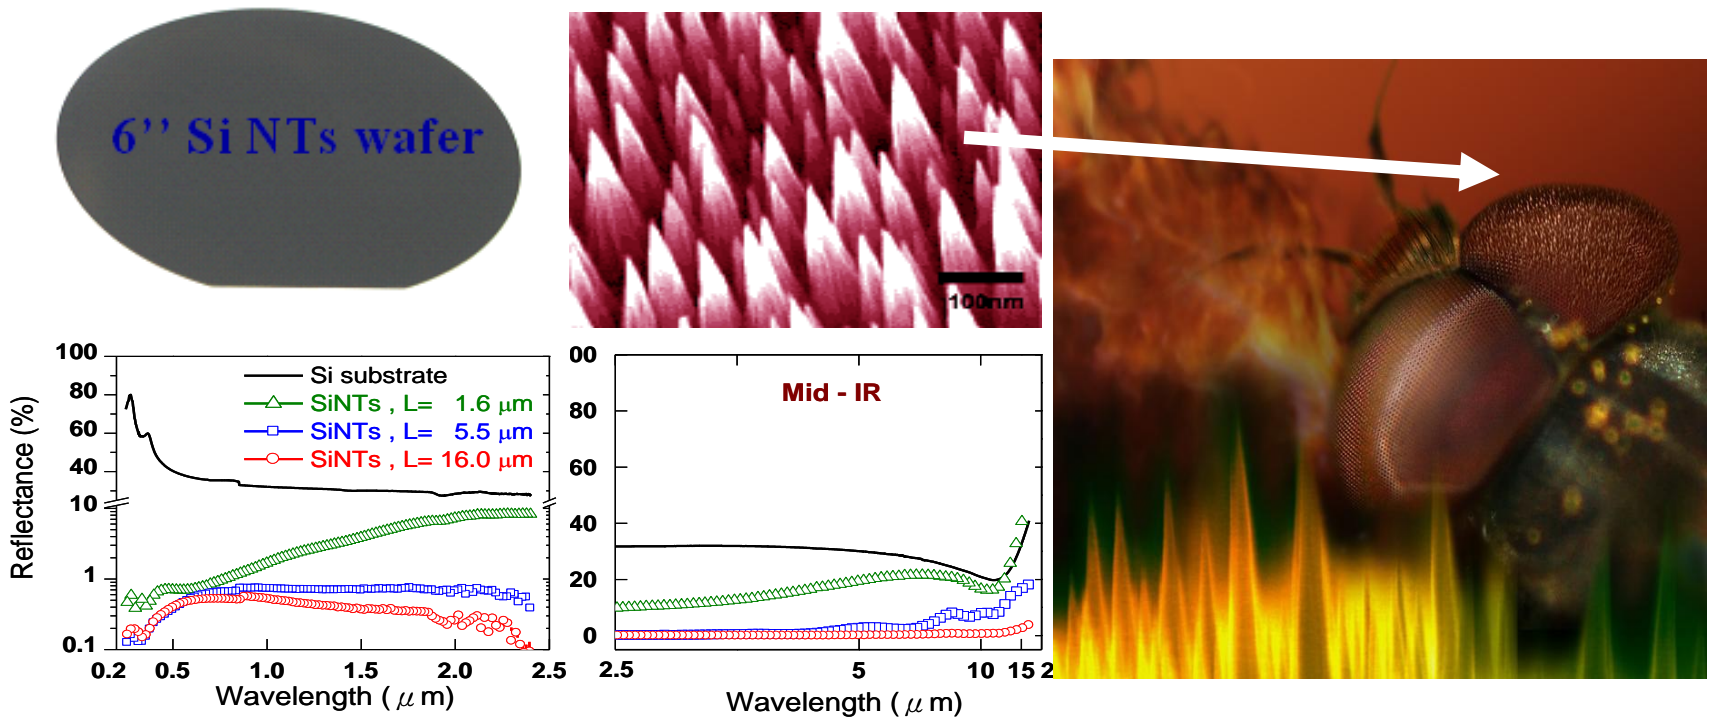 6’’ Si NTs wafer
100nm
100
80
60
40
10
1
0.1
Reflectance (%)
Si substrate
SiNTs , L= 1.6 μm
SiNTs , L= 5.5 μm
SiNTs , L= 16.0 μm
0.2 0.5 1.0 1.5 2.0 2.5
Wavelength ( μ m)
00
80
60
40
20
0
Mid - IR
2.5 5 10 15 2
Wavelength ( μ m)